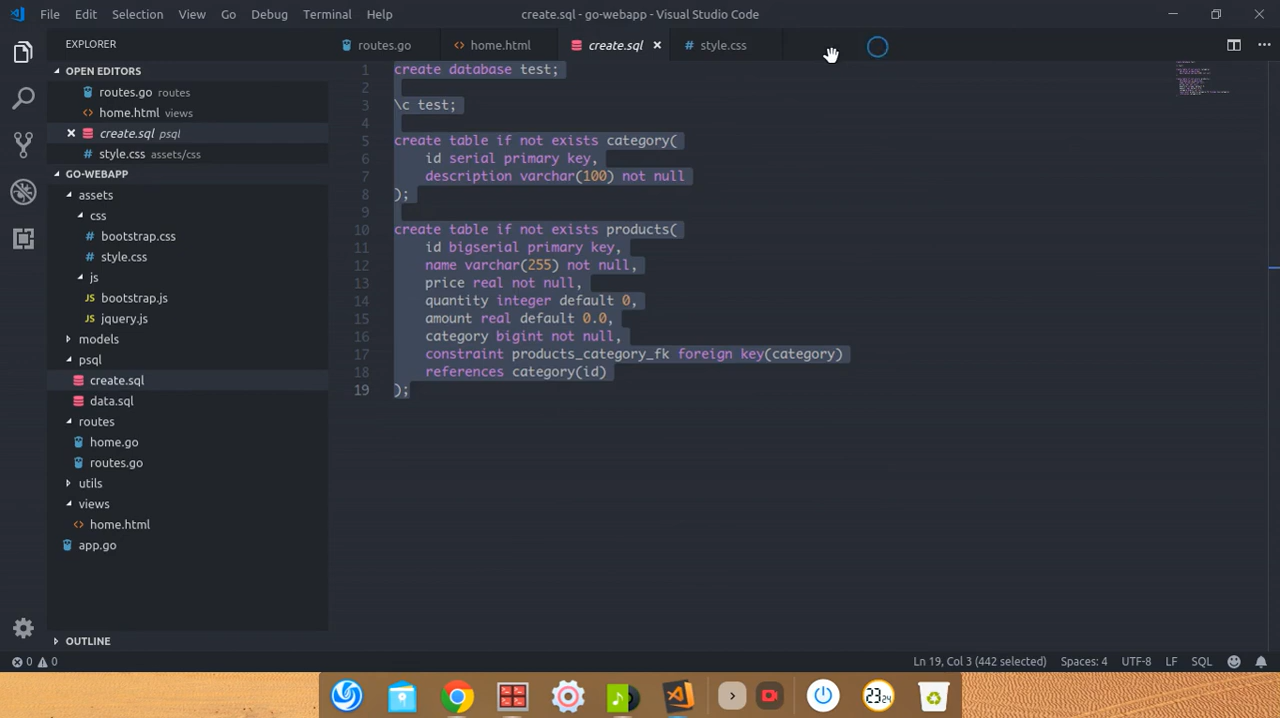 File Edit Selection View Go Debug Terminal Help
create.sql - go-webapp - Visual Studio Code
EXPLORER
OPEN EDITORS
routes.go routes
home.html views
create.sql psql
style.css assets/css
GO-WEBAPP
assets
css
bootstrap.css
style.css
js
bootstrap.js
jquery.js
models
psql
create.sql
data.sql
routes
home.go
routes.go
utils
views
home.html
app.go
OUTLINE
routes.go home.html create.sql style.css
1 create database test;
2
3 \c test;
4
5 create table if not exists category(
6 id serial primary key,
7 description varchar(100) not null
8 );
9
10 create table if not exists products(
11 id bigserial primary key,
12 name varchar(255) not null,
13 price real not null,
14 quantity integer default 0,
15 amount real default 0.0,
16 category bigint not null,
17 constraint products_category_fk foreign key(category)
18 references category(id)
19 );
0 0 Ln 19, Col 3 (442 selected) Spaces: 4 UTF-8 LF SQL
23 24